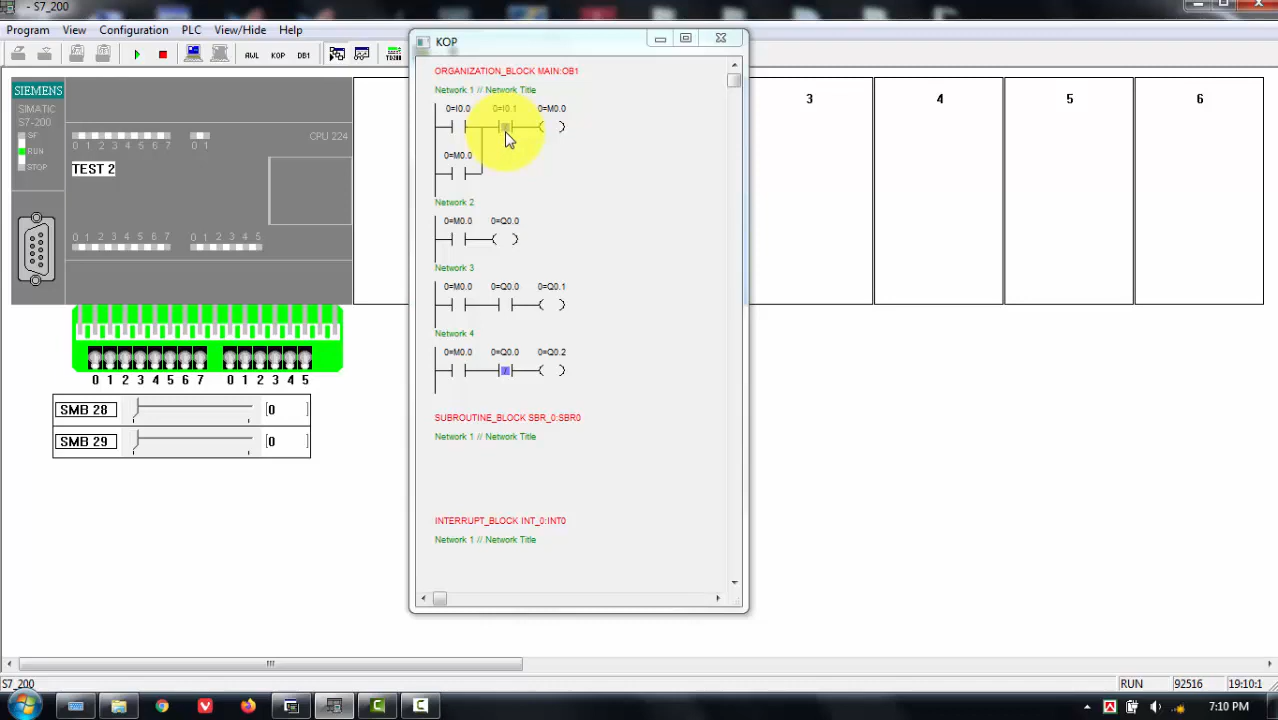 - S7_200
Program View Configuration PLC View/Hide Help
AWL KOP DB1 TD200
SIEMENS
SIMATIC
S7-200
SF
RUN
STOP
0 1 2 3 4 5 6 7 0 1
CPU 224
TEST 2
0 1 2 3 4 5 6 7 0 1 2 3 4 5
0 1 2 3 4 5 6 7 0 1 2 3 4 5
SMB 28 0
SMB 29 0
KOP
ORGANIZATION_BLOCK MAIN:OB1
Network 1 // Network Title
0=I0.0 0=I0.1 0=M0.0
0=M0.0
Network 2
0=M0.0 0=Q0.0
Network 3
0=M0.0 0=Q0.0 0=Q0.1
Network 4
0=M0.0 0=Q0.0 0=Q0.2
SUBROUTINE_BLOCK SBR_0:SBR0
Network 1 // Network Title
INTERRUPT_BLOCK INT_0:INT0
Network 1 // Network Title
3 4 5 6
S7_200 RUN 92516 19:10:1
7:10 PM